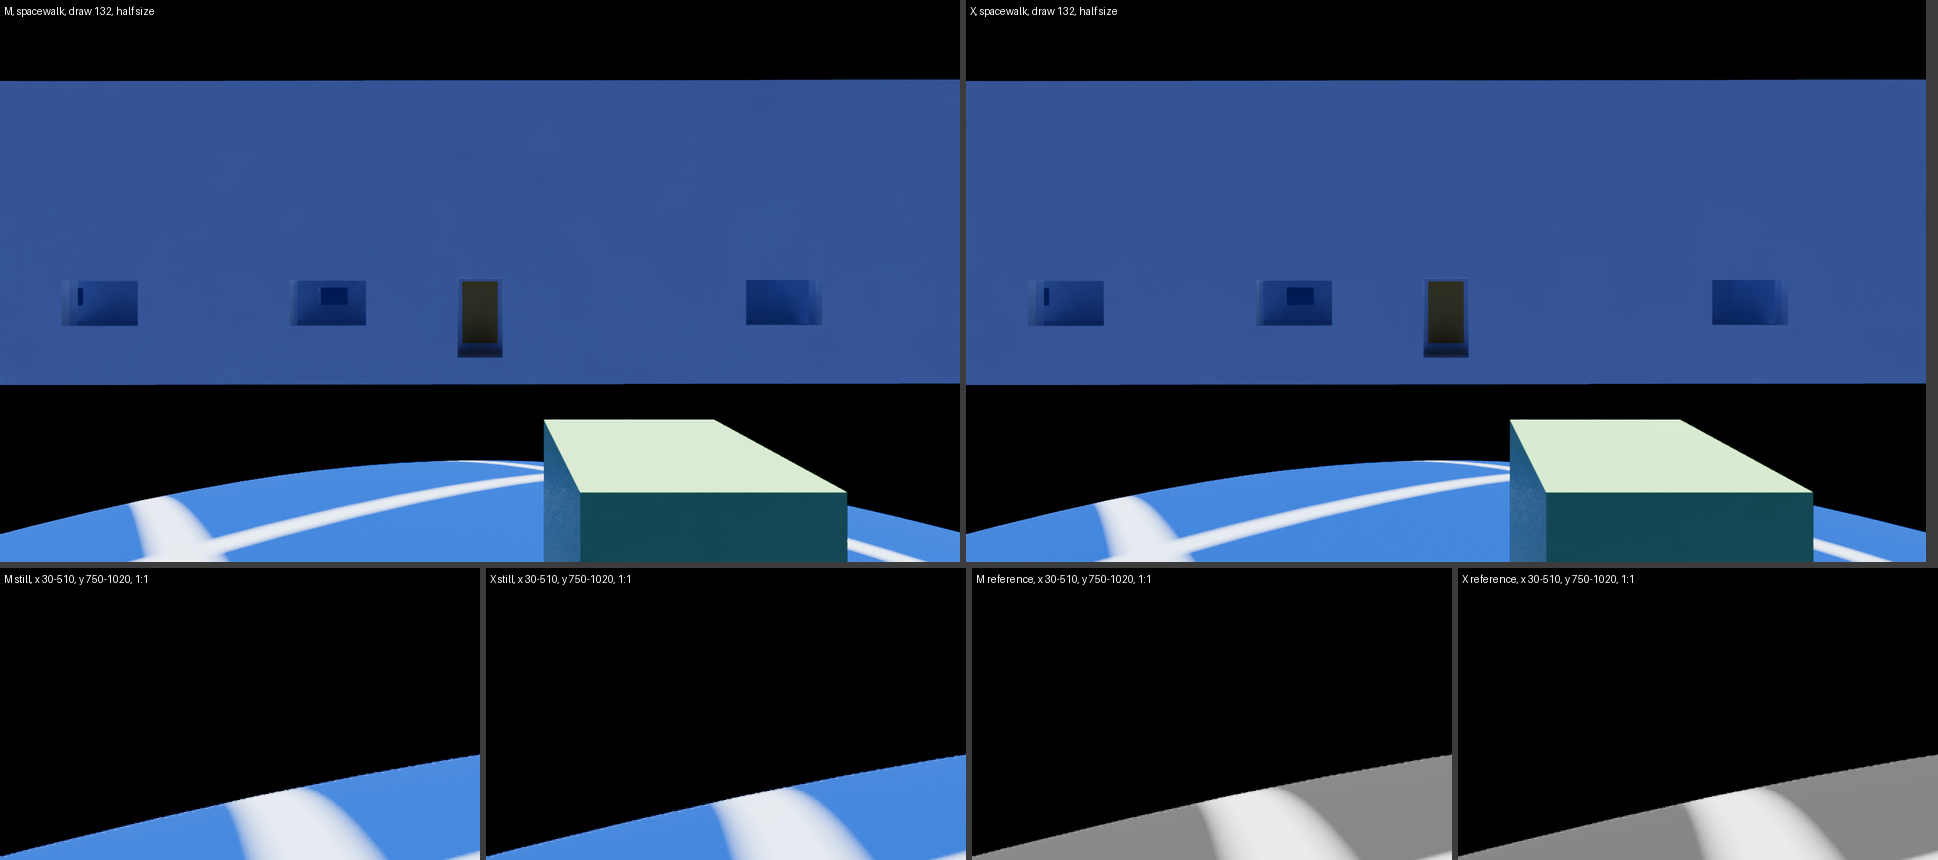 M, spacewalk, draw 132, half size
X, spacewalk, draw 132, half size
M still, x 30-510, y 750-1020, 1:1
X still, x 30-510, y 750-1020, 1:1
M reference, x 30-510, y 750-1020, 1:1
X reference, x 30-510, y 750-1020, 1:1